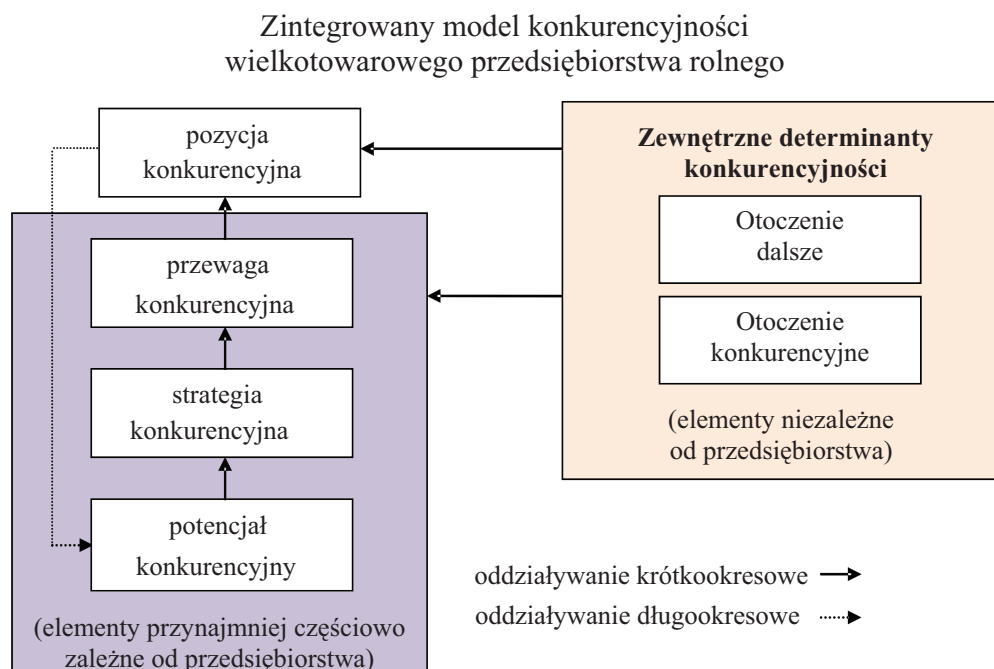 Zintegrowany model konkurencyjności
wielkotowarowego przedsiębiorstwa rolnego
pozycja
konkurencyjna
przewaga
konkurencyjna
strategia
konkurencyjna
potencjał
konkurencyjny
(elementy przynajmniej częściowo
zależne od przedsiębiorstwa)
Zewnętrzne determinanty
konkurencyjności
Otoczenie
dalsze
Otoczenie
konkurencyjne
(elementy niezależne
od przedsiębiorstwa)
oddziaływanie krótkookresowe
oddziaływanie długookresowe